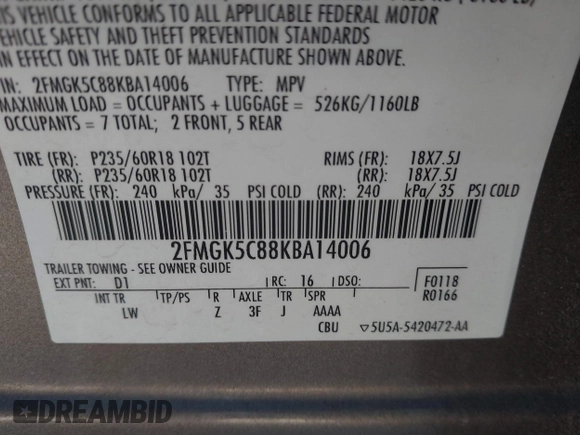 IS VEHICLE CONFORMS TO ALL APPLICABLE FEDERAL MOTOR
VEHICLE SAFETY AND THEFT PREVENTION STANDARDS
IN EFFECT ON THE DATE OF MANUFACTURE SHOWN ABOVE.
IN: 2FMGK5C88KBA14006 TYPE: MPV
MAXIMUM LOAD = OCCUPANTS + LUGGAGE = 526KG/1160LB
OCCUPANTS = 7 TOTAL; 2 FRONT, 5 REAR
TIRE (FR): P235/60R18 102T RIMS (FR): 18X7.5J
(RR): P235/60R18 102T (RR): 18X7.5J
PRESSURE (FR): 240 kPa/ 35 PSI COLD (RR): 240 kPa/ 35 PSI COLD
2FMGK5C88KBA14006
TRAILER TOWING - SEE OWNER GUIDE
EXT PNT: D1 RC: 16 DSO: F0118
R0166
INT TR TP/PS R AXLE TR SPR
LW Z 3F J AAAA
CBU ▽5U5A-5420472-AA
DREAMBID